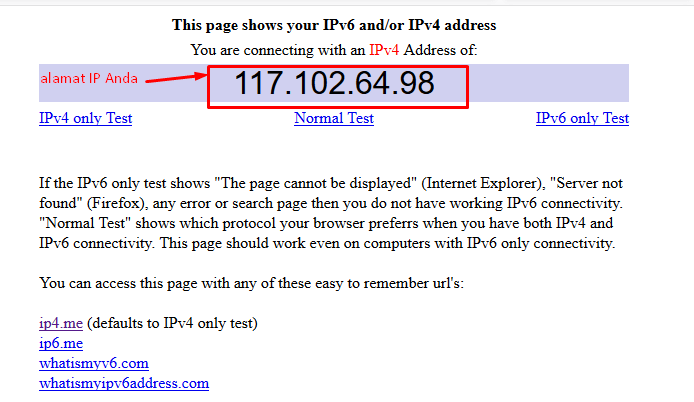 This page shows your IPv6 and/or IPv4 address
You are connecting with an IPv4 Address of:
alamat IP Anda
117.102.64.98
IPv4 only Test
Normal Test
IPv6 only Test
If the IPv6 only test shows "The page cannot be displayed" (Internet Explorer), "Server not
found" (Firefox), any error or search page then you do not have working IPv6 connectivity.
"Normal Test" shows which protocol your browser preferrs when you have both IPv4 and
IPv6 connectivity. This page should work even on computers with IPv6 only connectivity.
You can access this page with any of these easy to remember url's:
ip4.me (defaults to IPv4 only test)
ip6.me
whatismyv6.com
whatismyipv6address.com